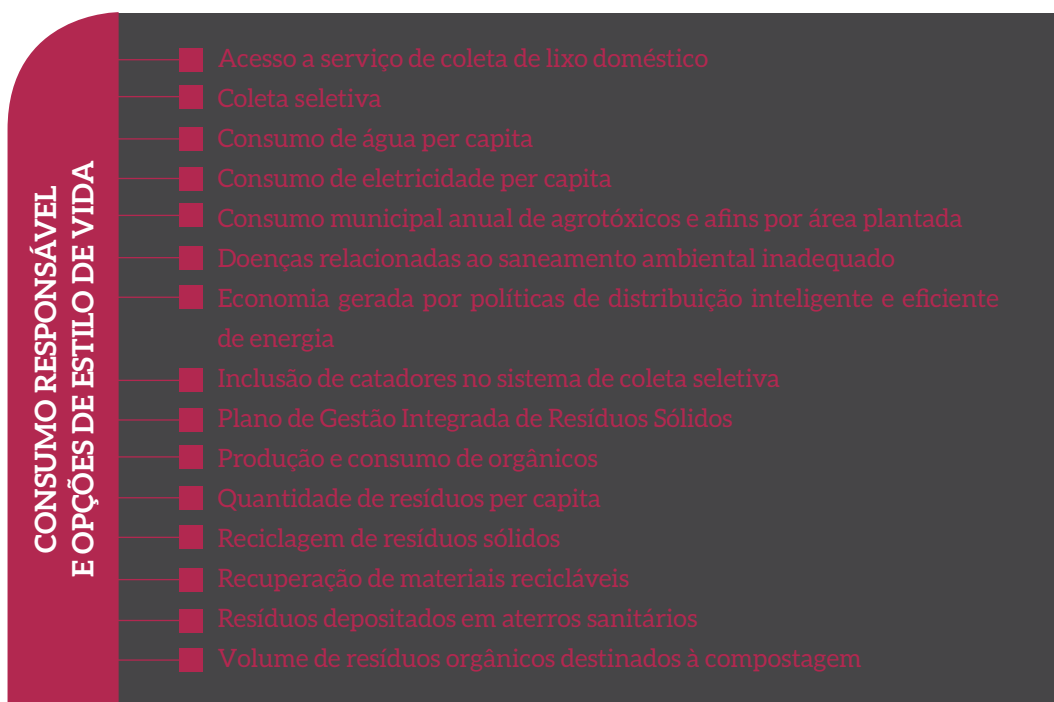 CONSUMO RESPONSÁVEL
E OPÇÕES DE ESTILO DE VIDA
Acesso a serviço de coleta de lixo doméstico
Coleta seletiva
Consumo de água per capita
Consumo de eletricidade per capita
Consumo municipal anual de agrotóxicos e afins por área plantada
Doenças relacionadas ao saneamento ambiental inadequado
Economia gerada por políticas de distribuição inteligente e eficiente
de energia
Inclusão de catadores no sistema de coleta seletiva
Plano de Gestão Integrada de Resíduos Sólidos
Produção e consumo de orgânicos
Quantidade de resíduos per capita
Reciclagem de resíduos sólidos
Recuperação de materiais recicláveis
Resíduos depositados em aterros sanitários
Volume de resíduos orgânicos destinados à compostagem